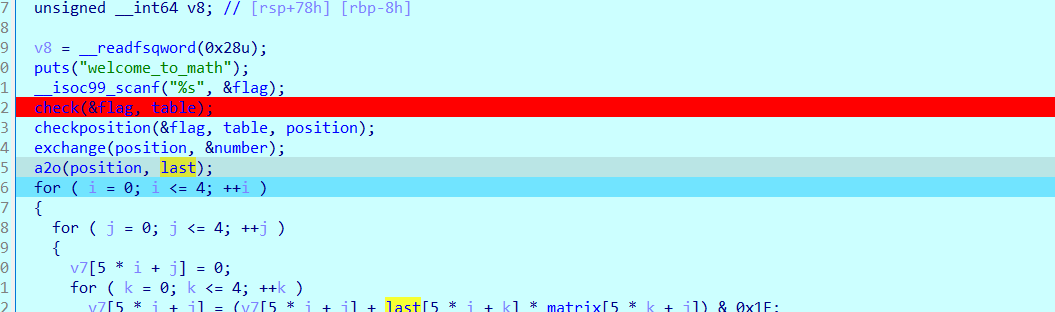 7 unsigned __int64 v8; // [rsp+78h] [rbp-8h]
8
9 v8 = __readfsqword(0x28u);
0 puts("welcome_to_math");
1 __isoc99_scanf("%s", &flag);
2 check(&flag, table);
3 checkposition(&flag, table, position);
4 exchange(position, &number);
5 a2o(position, last);
6 for ( i = 0; i <= 4; ++i )
7 {
8 for ( j = 0; j <= 4; ++j )
9 {
0 v7[5 * i + j] = 0;
1 for ( k = 0; k <= 4; ++k )
2 v7[5 * i + j] = (v7[5 * i + j] + last[5 * i + k] * matrix[5 * k + j]) & 0x1F;